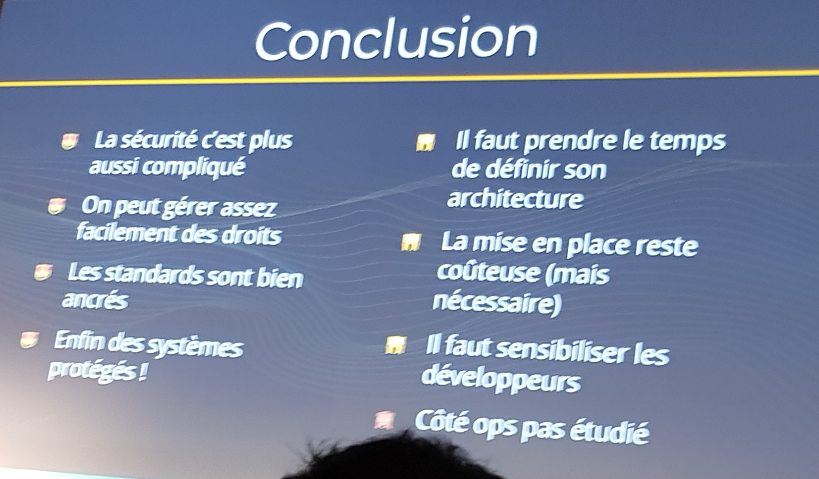 Conclusion
La sécurité c'est plus
aussi compliqué
On peut gérer assez
facilement des droits
Les standards sont bien
ancrés
Enfin des systèmes
protégés !
Il faut prendre le temps
de définir son
architecture
La mise en place reste
coûteuse (mais
nécessaire)
Il faut sensibiliser les
développeurs
Côté ops pas étudié